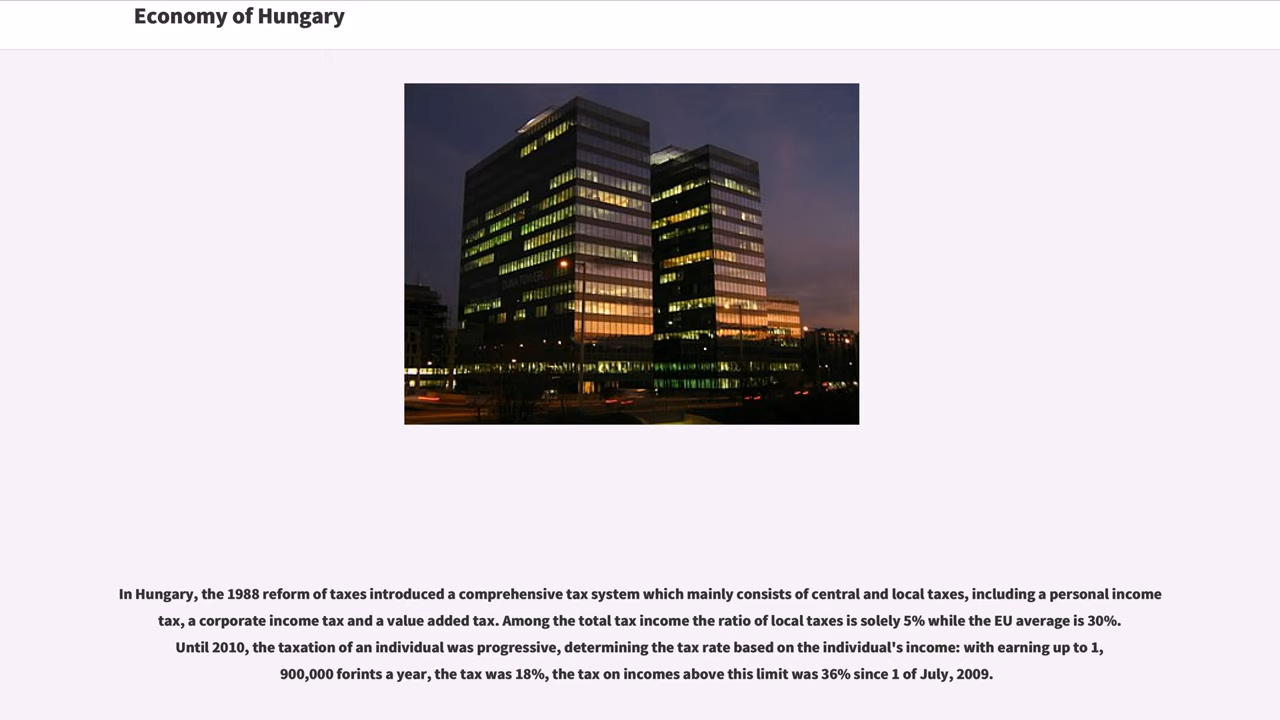 Economy of Hungary
DUNA TOWER
In Hungary, the 1988 reform of taxes introduced a comprehensive tax system which mainly consists of central and local taxes, including a personal income
tax, a corporate income tax and a value added tax. Among the total tax income the ratio of local taxes is solely 5% while the EU average is 30%.
Until 2010, the taxation of an individual was progressive, determining the tax rate based on the individual's income: with earning up to 1,
900,000 forints a year, the tax was 18%, the tax on incomes above this limit was 36% since 1 of July, 2009.